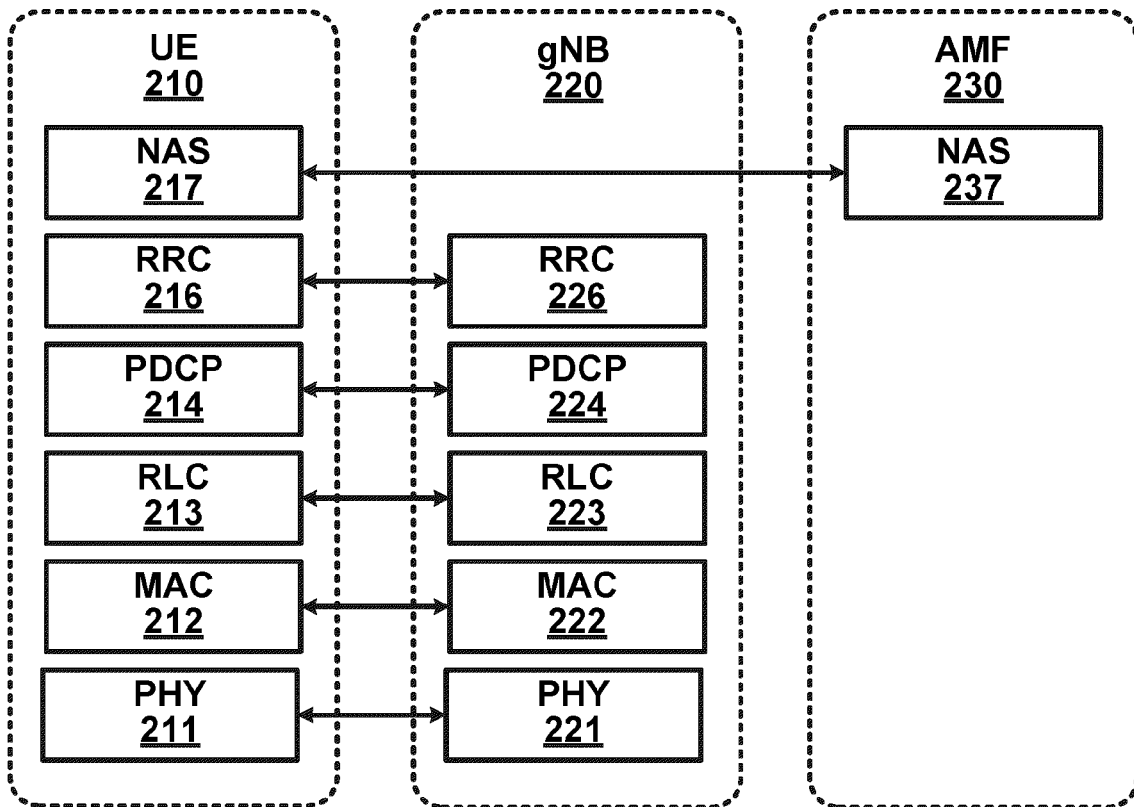 UE
210
gNB
220
AMF
230
NAS
217
NAS
237
RRC
216
RRC
226
PDCP
214
PDCP
224
RLC
213
RLC
223
MAC
212
MAC
222
PHY
211
PHY
221